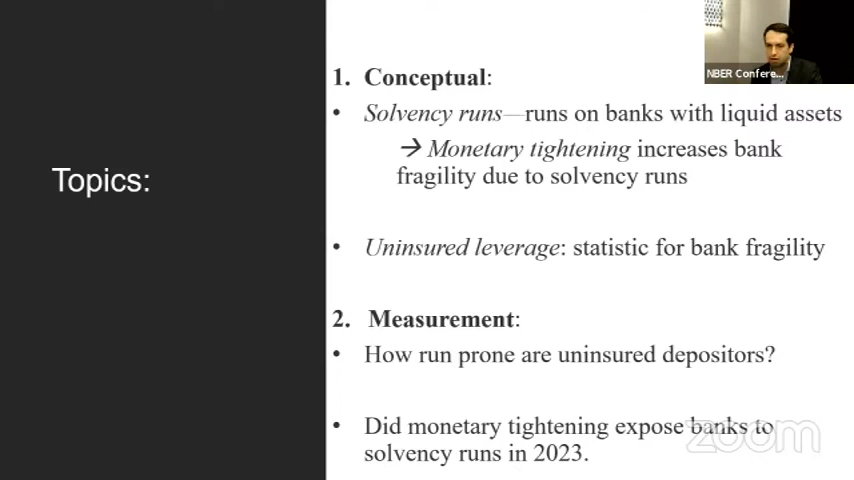 NBER Confere...
Topics:
1. Conceptual:
• Solvency runs—runs on banks with liquid assets
→ Monetary tightening increases bank
fragility due to solvency runs
• Uninsured leverage: statistic for bank fragility
2. Measurement:
• How run prone are uninsured depositors?
• Did monetary tightening expose banks to
solvency runs in 2023.
zoom